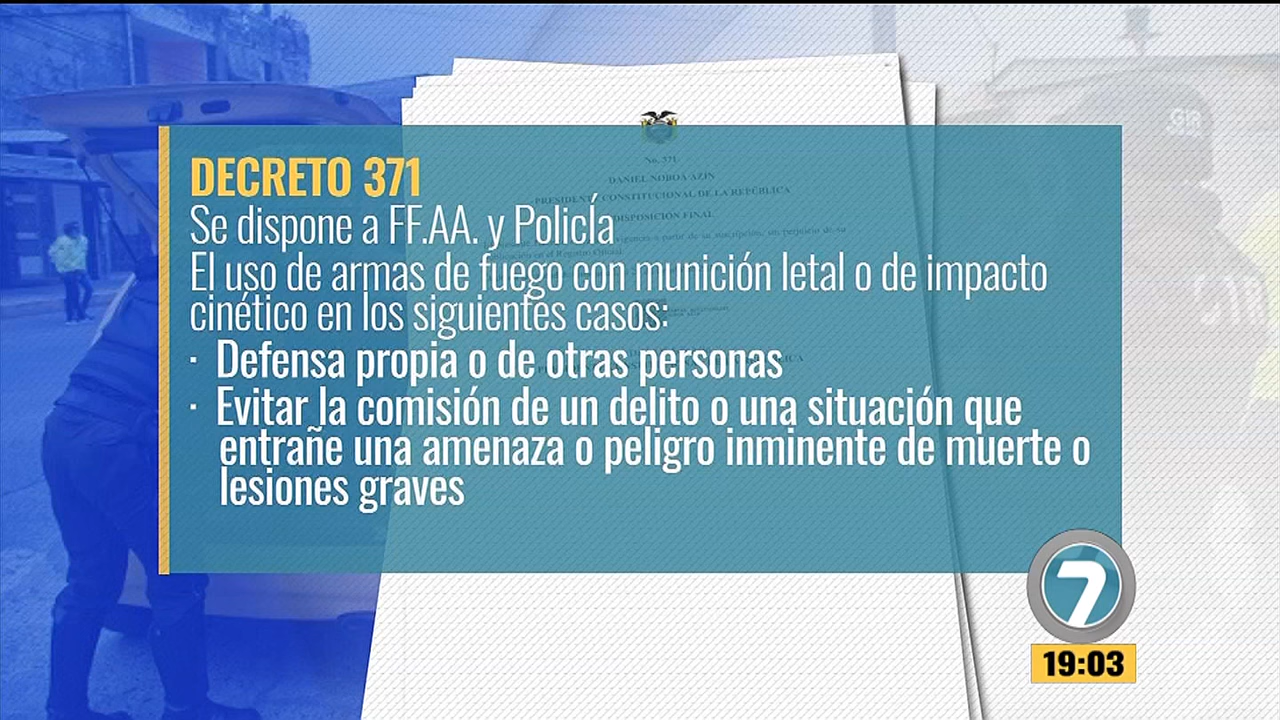 No. 371
DANIEL NOBOA AZÍN
PRESIDENTE CONSTITUCIONAL DE LA REPÚBLICA
DISPOSICIÓN FINAL
DECRETO 371
Se dispone a FF.AA. y PolicÍa
El uso de armas de fuego con munición letal o de impacto
cinético en los siguientes casos:
· Defensa propia o de otras personas
· Evitar la comisión de un delito o una situación que
entrañe una amenaza o peligro inminente de muerte o
lesiones graves
GIR
7
19:03